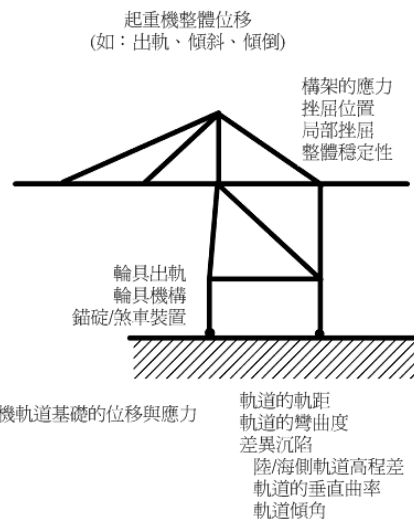 起重機整體位移
(如：出軌、傾斜、傾倒)
構架的應力
挫屈位置
局部挫屈
整體穩定性
輪具出軌
輪具機構
錨碇/煞車裝置
機軌道基礎的位移與應力
軌道的軌距
軌道的彎曲度
差異沉陷
陸/海側軌道高程差
軌道的垂直曲率
軌道傾角